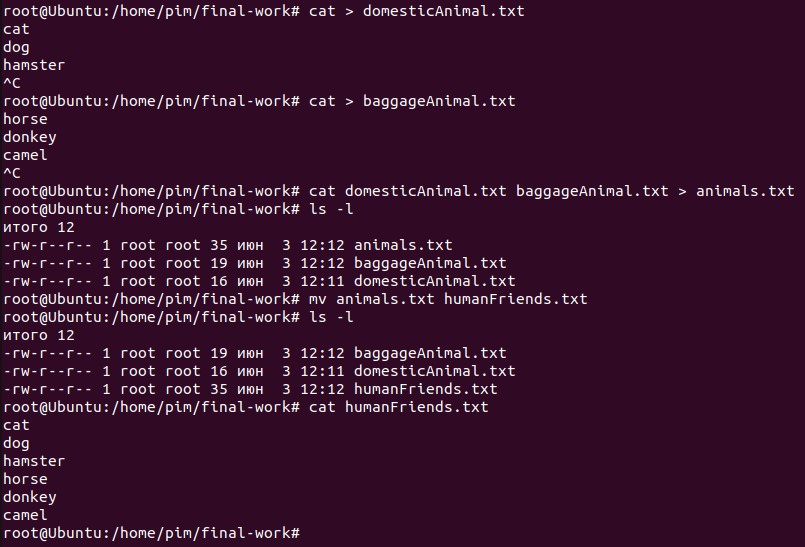 root@Ubuntu:/home/pim/final-work# cat > domesticAnimal.txt
cat
dog
hamster
^C
root@Ubuntu:/home/pim/final-work# cat > baggageAnimal.txt
horse
donkey
camel
^C
root@Ubuntu:/home/pim/final-work# cat domesticAnimal.txt baggageAnimal.txt > animals.txt
root@Ubuntu:/home/pim/final-work# ls -l
итого 12
-rw-r--r-- 1 root root 35 июн  3 12:12 animals.txt
-rw-r--r-- 1 root root 19 июн  3 12:12 baggageAnimal.txt
-rw-r--r-- 1 root root 16 июн  3 12:11 domesticAnimal.txt
root@Ubuntu:/home/pim/final-work# mv animals.txt humanFriends.txt
root@Ubuntu:/home/pim/final-work# ls -l
итого 12
-rw-r--r-- 1 root root 19 июн  3 12:12 baggageAnimal.txt
-rw-r--r-- 1 root root 16 июн  3 12:11 domesticAnimal.txt
-rw-r--r-- 1 root root 35 июн  3 12:12 humanFriends.txt
root@Ubuntu:/home/pim/final-work# cat humanFriends.txt
cat
dog
hamster
horse
donkey
camel
root@Ubuntu:/home/pim/final-work#